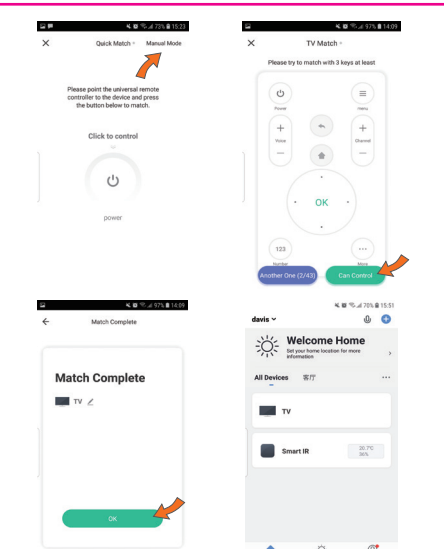 73% 15:23
Quick Match
Manual Mode
Please point the universal remote
controller to the device and press
the button below to match.
Click to control
power
97% 14:09
TV Match
Please try to match with 3 keys at least
Power
menu
+
Voice
−
+
Channel
−
OK
123
Number
...
More
Another One (2/43)
Can Control
97% 14:09
Match Complete
Match Complete
TV
OK
70% 15:51
davis
Welcome Home
Set your home location for more
information
All Devices 客厅 ...
TV
Smart IR
36%